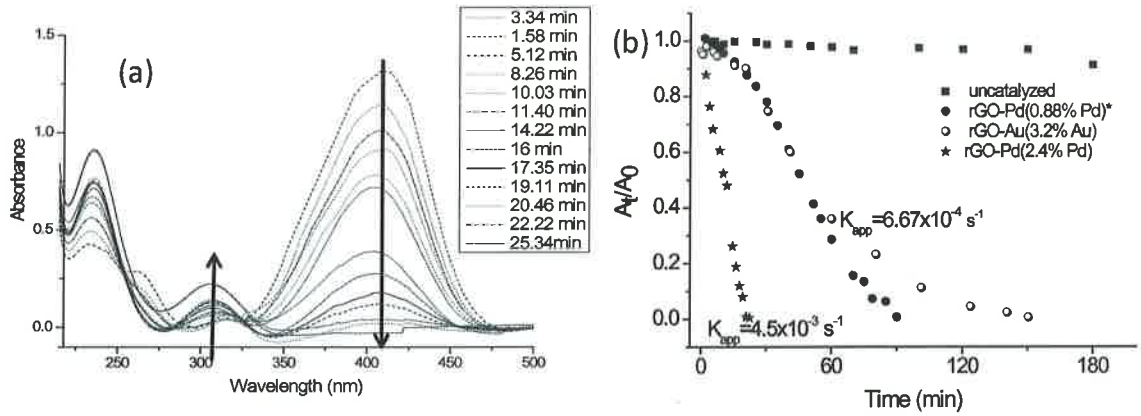 (a)
Absorbance
1.5
1.0
0.5
0.0
250 300 350 400 450 500
Wavelength (nm)
3.34 min
1.58 min
5.12 min
8.26 min
10.03 min
11.40 min
14.22 min
16 min
17.35 min
19.11 min
20.46 min
22.22 min
25.34min
(b)
At/A0
1.0
0.8
0.6
0.4
0.2
0.0
0 60 120 180
Time (min)
uncatalyzed
rGO-Pd(0.88% Pd)*
rGO-Au(3.2% Au)
rGO-Pd(2.4% Pd)
Kapp=6.67x10-4 s-1
Kapp=4.5x10-3 s-1